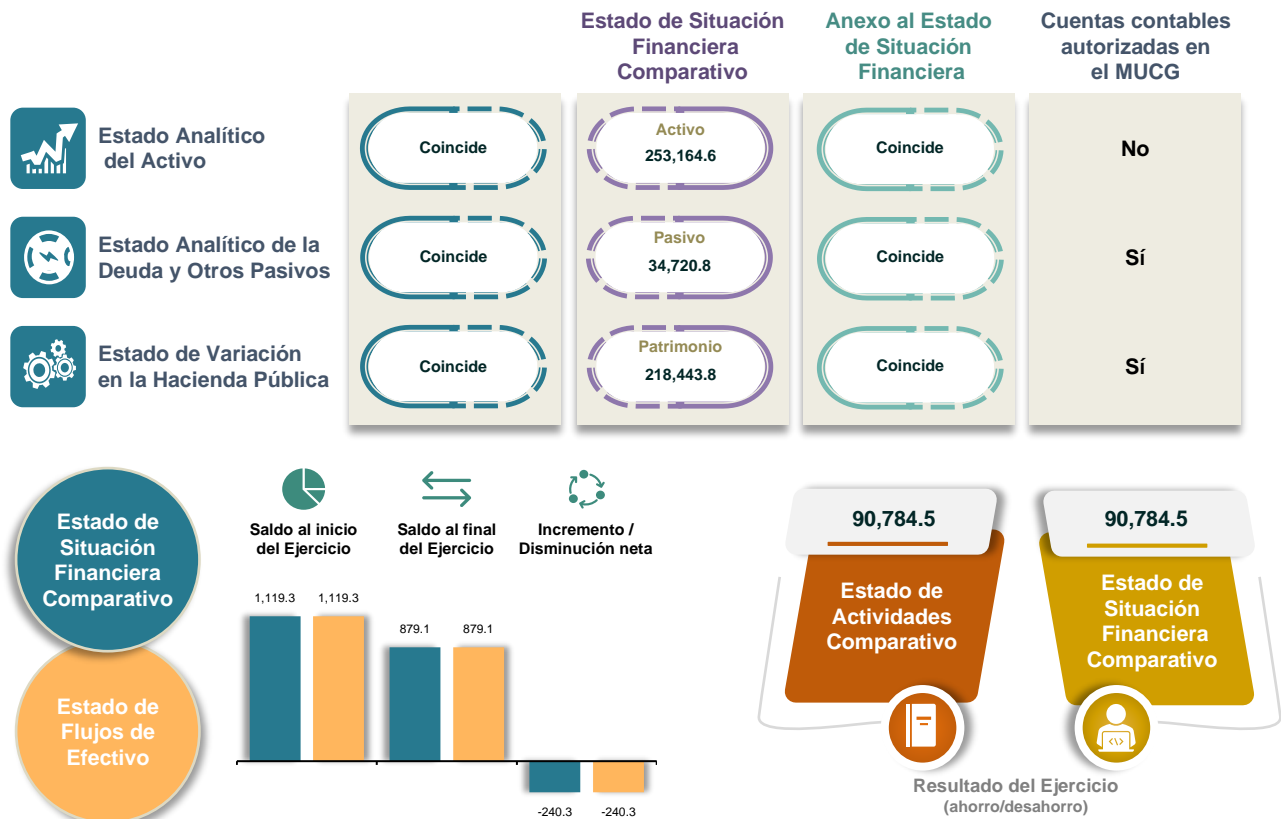 Estado de Situación
Financiera
Comparativo
Anexo al Estado
de Situación
Financiera
Cuentas contables
autorizadas en
el MUCG
Estado Analítico
del Activo
Coincide
Activo
253,164.6
Coincide
No
Estado Analítico de la
Deuda y Otros Pasivos
Coincide
Pasivo
34,720.8
Coincide
Sí
Estado de Variación
en la Hacienda Pública
Coincide
Patrimonio
218,443.8
Coincide
Sí
Estado de
Situación
Financiera
Comparativo
Estado de
Flujos de
Efectivo
Saldo al inicio
del Ejercicio
Saldo al final
del Ejercicio
Incremento /
Disminución neta
1,119.3
1,119.3
879.1
879.1
-240.3
-240.3
90,784.5
Estado de
Actividades
Comparativo
90,784.5
Estado de
Situación
Financiera
Comparativo
Resultado del Ejercicio
(ahorro/desahorro)